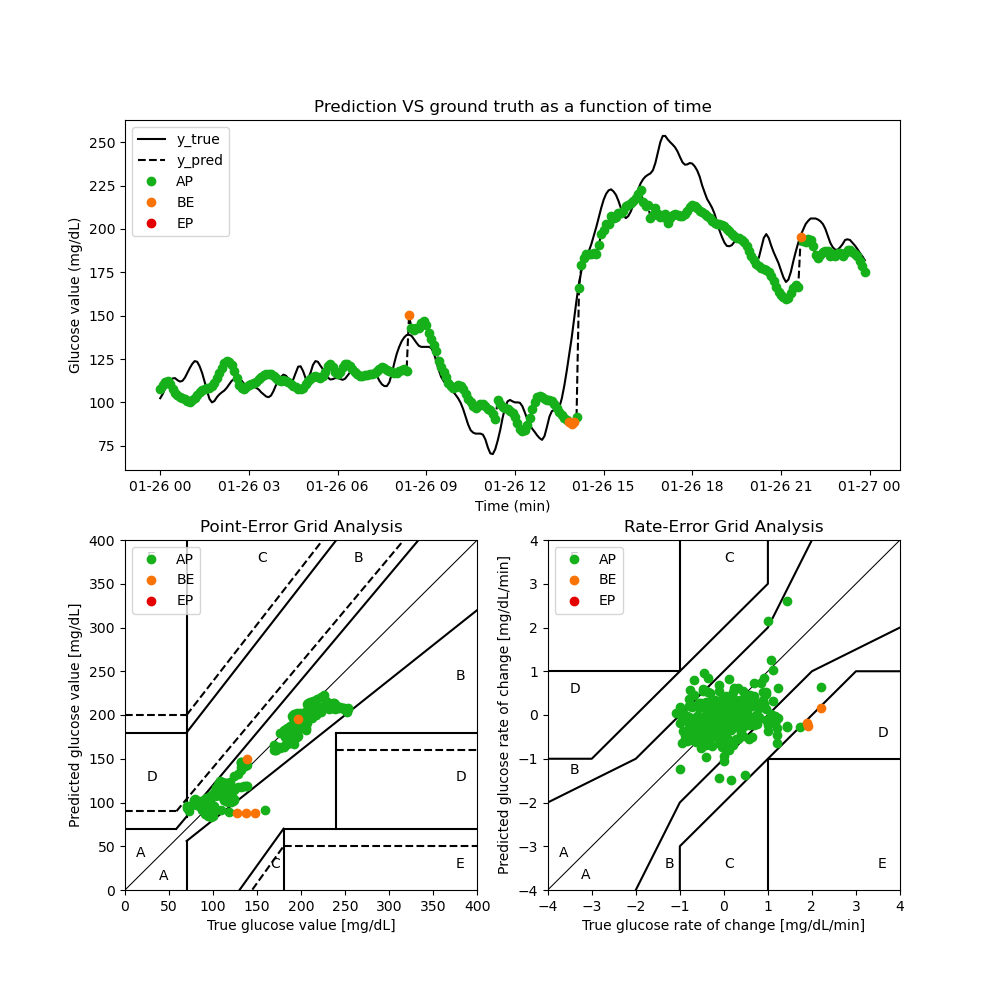 Prediction VS ground truth as a function of time
Glucose value (mg/dL)
250
225
200
175
150
125
100
75
y_true
y_pred
AP
BE
EP
01-26 00 01-26 03 01-26 06 01-26 09 01-26 12 01-26 15 01-26 18 01-26 21 01-27 00
Time (min)
Point-Error Grid Analysis
Predicted glucose value [mg/dL]
400
350
300
250
200
150
100
50
0
AP
BE
EP
C
B
B
D
D
A
A
C
E
0 50 100 150 200 250 300 350 400
True glucose value [mg/dL]
Rate-Error Grid Analysis
Predicted glucose rate of change [mg/dL/min]
4
3
2
1
0
−1
−2
−3
−4
AP
BE
EP
C
D
D
B
A
A
B
C
E
−4 −3 −2 −1 0 1 2 3 4
True glucose rate of change [mg/dL/min]